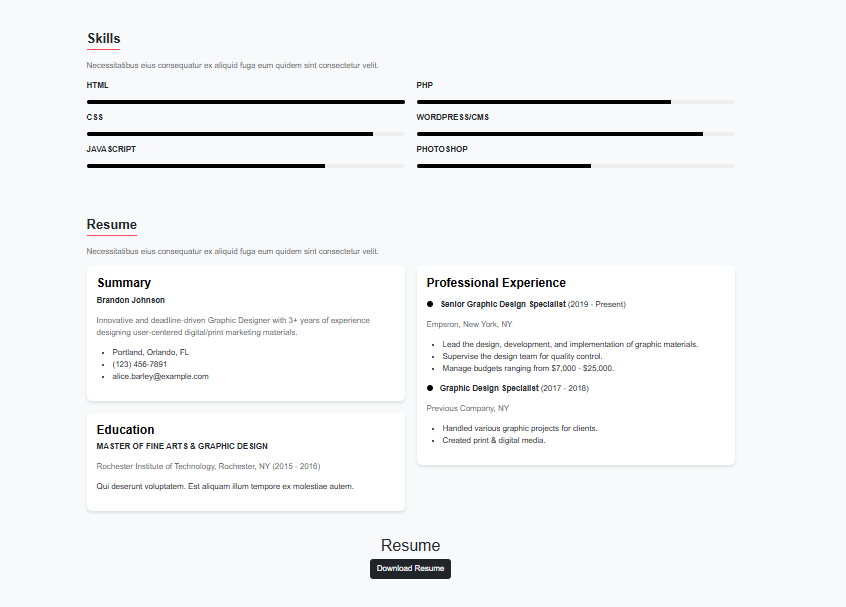 Skills
Necessitatibus eius consequatur ex aliquid fuga eum quidem sint consectetur velit.
HTML
CSS
JAVASCRIPT
PHP
WORDPRESS/CMS
PHOTOSHOP
Resume
Necessitatibus eius consequatur ex aliquid fuga eum quidem sint consectetur velit.
Summary
Brandon Johnson
Innovative and deadline-driven Graphic Designer with 3+ years of experience
designing user-centered digital/print marketing materials.
• Portland, Orlando, FL
• (123) 456-7891
• alice.barley@example.com
Education
MASTER OF FINE ARTS & GRAPHIC DESIGN
Rochester Institute of Technology, Rochester, NY (2015 - 2016)
Qui deserunt voluptatem. Est aliquam illum tempore ex molestiae autem.
Professional Experience
● Senior Graphic Design Specialist (2019 - Present)
Empsron, New York, NY
• Lead the design, development, and implementation of graphic materials.
• Supervise the design team for quality control.
• Manage budgets ranging from $7,000 - $25,000.
● Graphic Design Specialist (2017 - 2018)
Previous Company, NY
• Handled various graphic projects for clients.
• Created print & digital media.
Resume
Download Resume